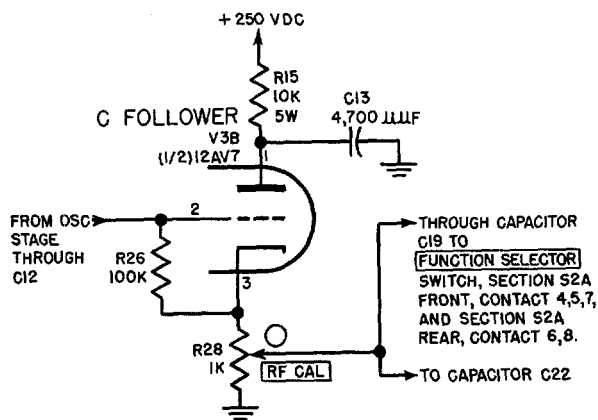 +250 VDC
R15
10K
5W
C13
4,700 µµF
C FOLLOWER
V3B
(1/2)12AV7
1
FROM OSC
STAGE
THROUGH
C12
2
R26
100K
3
R28
1K
RF CAL
THROUGH CAPACITOR
C19 TO
FUNCTION SELECTOR
SWITCH, SECTION S2A
FRONT, CONTACT 4,5,7,
AND SECTION S2A
REAR, CONTACT 6,8.
TO CAPACITOR C22